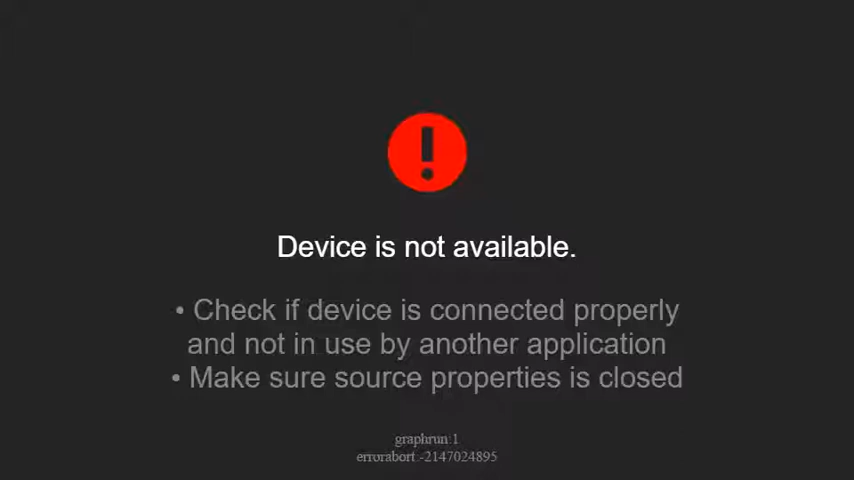 Device is not available.
• Check if device is connected properly
and not in use by another application
• Make sure source properties is closed
graphrun:1
errorabort:-2147024895